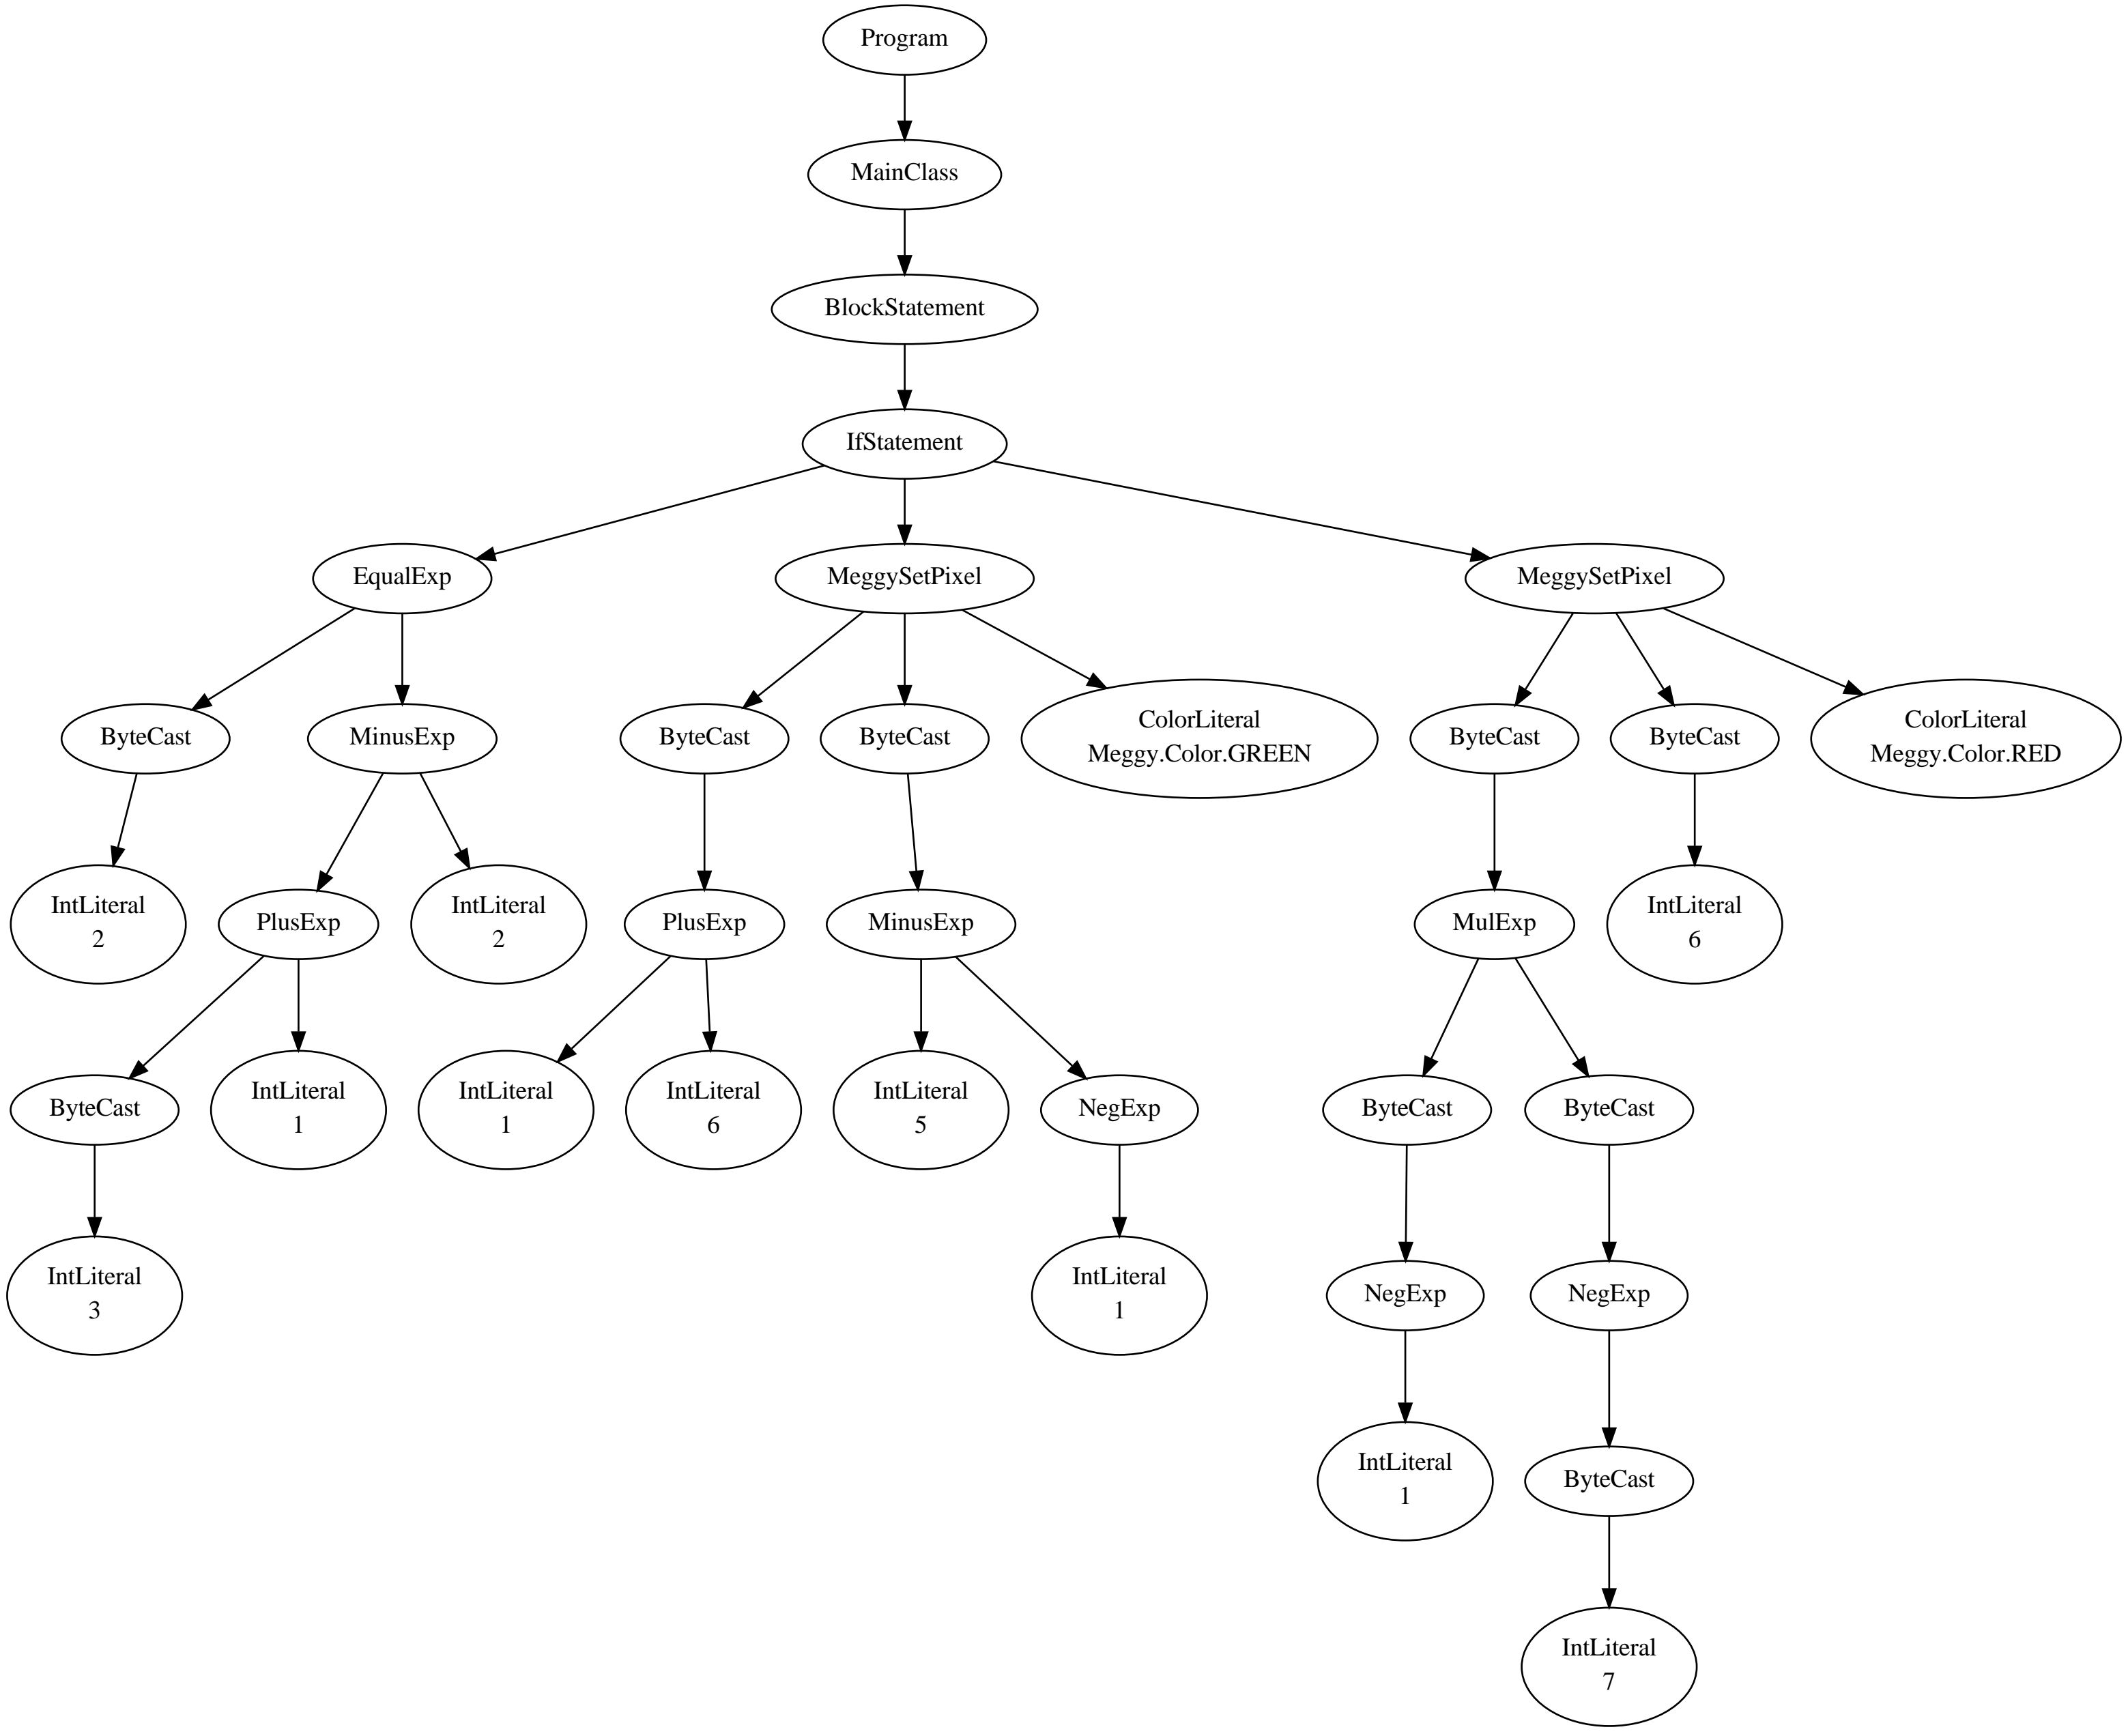 Program
MainClass
BlockStatement
IfStatement
EqualExp
MeggySetPixel
MeggySetPixel
ByteCast
MinusExp
ByteCast
ByteCast
ColorLiteral
Meggy.Color.GREEN
ByteCast
ByteCast
ColorLiteral
Meggy.Color.RED
IntLiteral
2
PlusExp
IntLiteral
2
PlusExp
MinusExp
MulExp
IntLiteral
6
ByteCast
IntLiteral
1
IntLiteral
1
IntLiteral
6
IntLiteral
5
NegExp
ByteCast
ByteCast
IntLiteral
3
IntLiteral
1
NegExp
NegExp
IntLiteral
1
ByteCast
IntLiteral
7